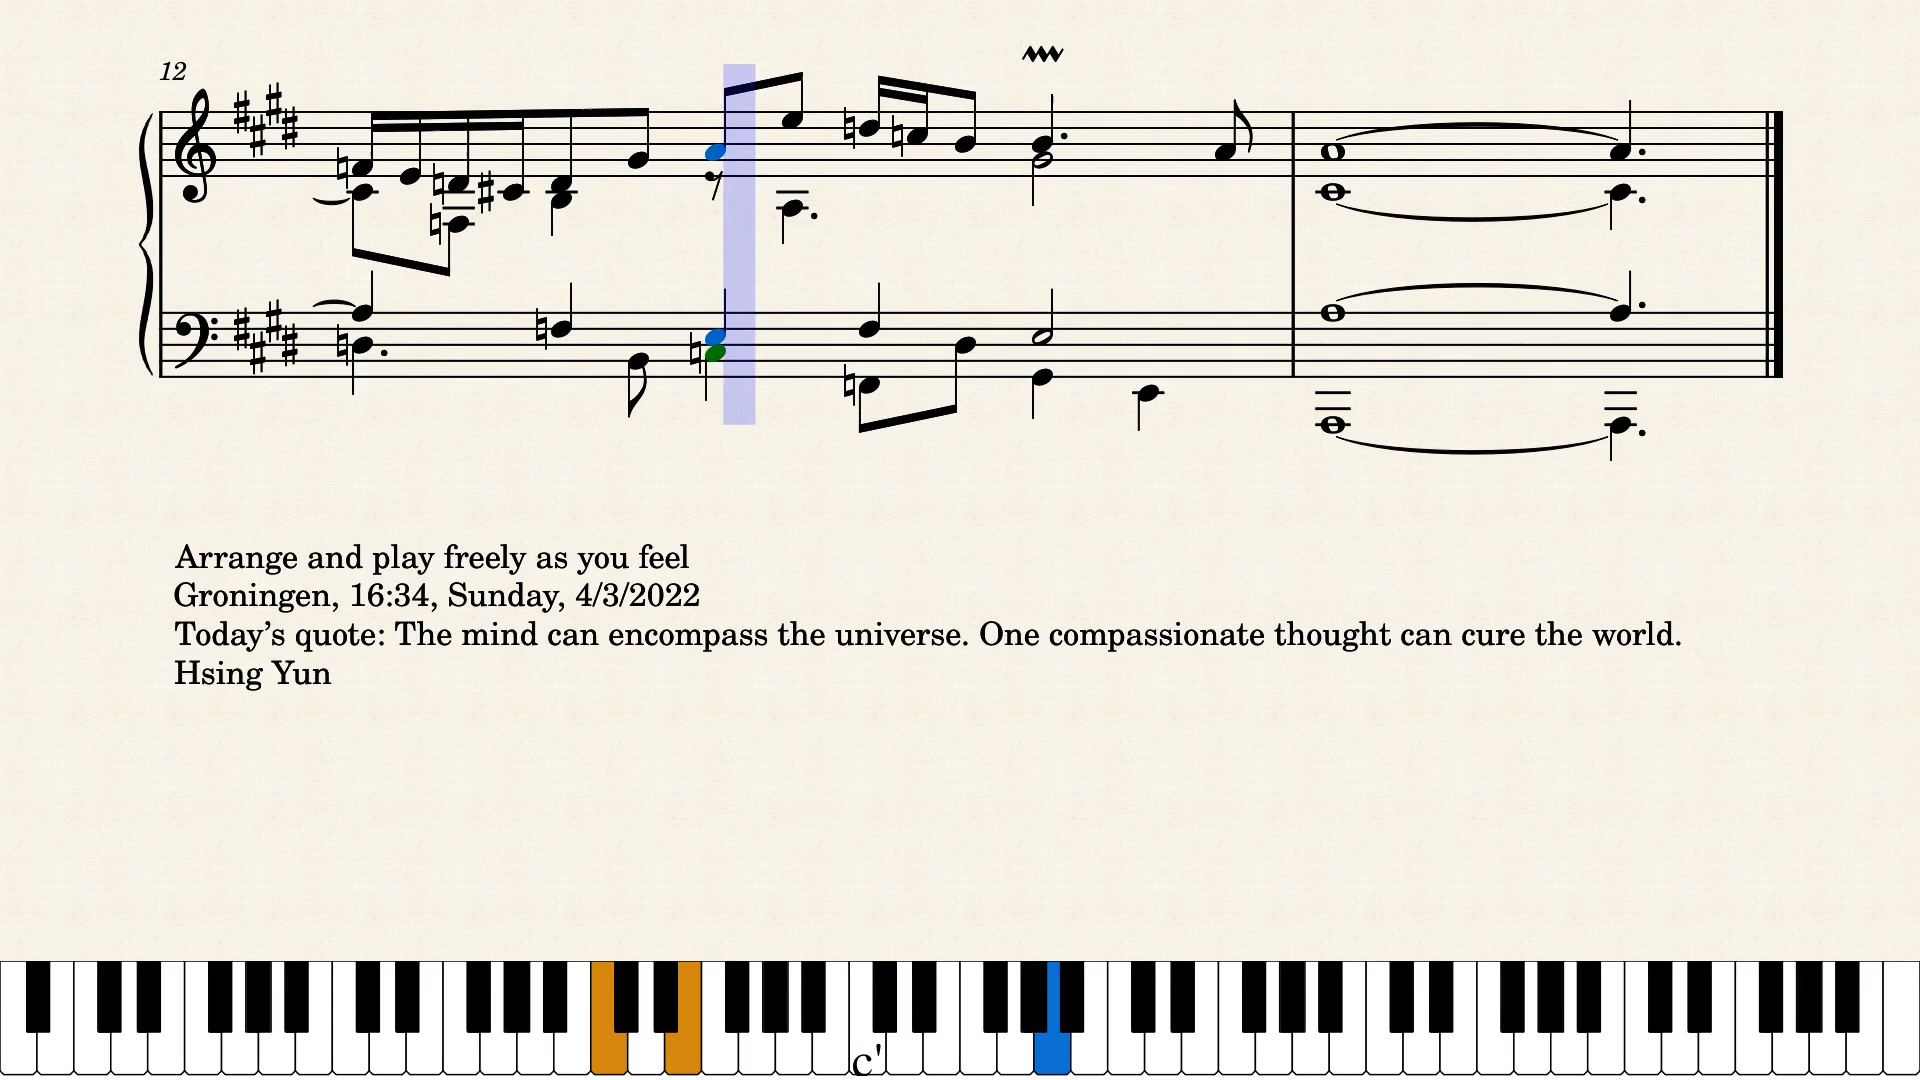 12
Arrange and play freely as you feel
Groningen, 16:34, Sunday, 4/3/2022
Today’s quote: The mind can encompass the universe. One compassionate thought can cure the world.
Hsing Yun
c'